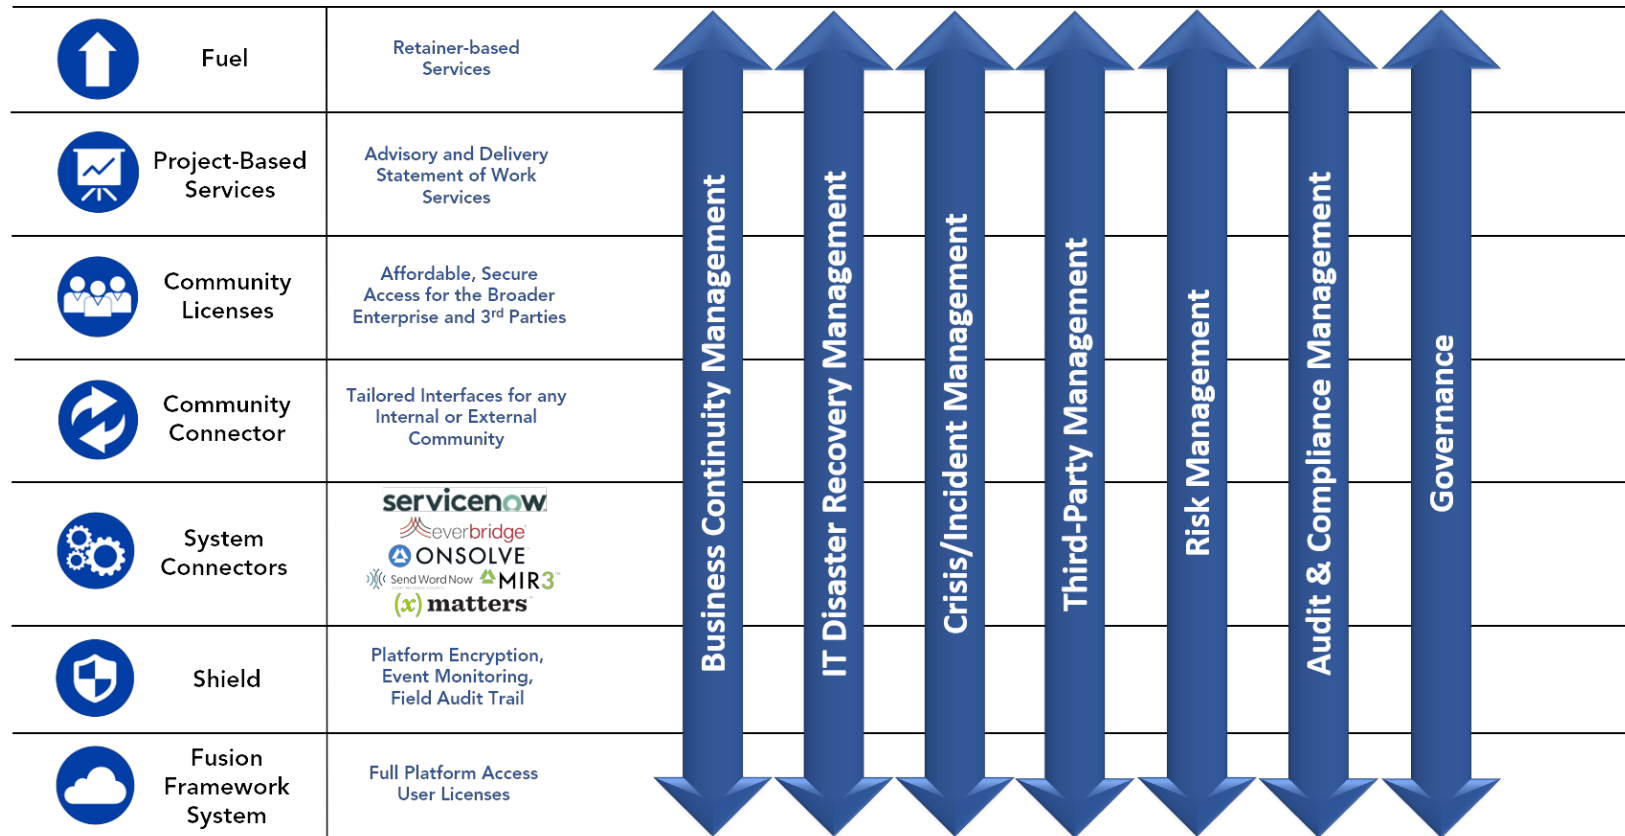 Fuel
Retainer-based
Services
Project-Based
Services
Advisory and Delivery
Statement of Work
Services
Community
Licenses
Affordable, Secure
Access for the Broader
Enterprise and 3rd Parties
Community
Connector
Tailored Interfaces for any
Internal or External
Community
System
Connectors
servicenow
everbridge
ONSOLVE
Send Word Now MIR3
(x) matters
Shield
Platform Encryption,
Event Monitoring,
Field Audit Trail
Fusion
Framework
System
Full Platform Access
User Licenses
Business Continuity Management
IT Disaster Recovery Management
Crisis/Incident Management
Third-Party Management
Risk Management
Audit & Compliance Management
Governance